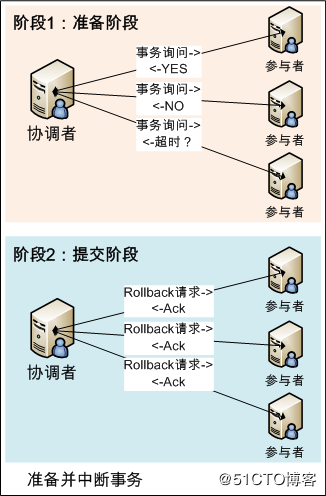 阶段1：准备阶段
参与者
事务询问->
<-YES
事务询问->
<-NO
参与者
协调者
事务询问->
<-超时？
参与者
阶段2：提交阶段
参与者
Rollback请求->
<-Ack
Rollback请求->
<-Ack
参与者
协调者
Rollback请求->
<-Ack
参与者
准备并中断事务
@51CTO博客